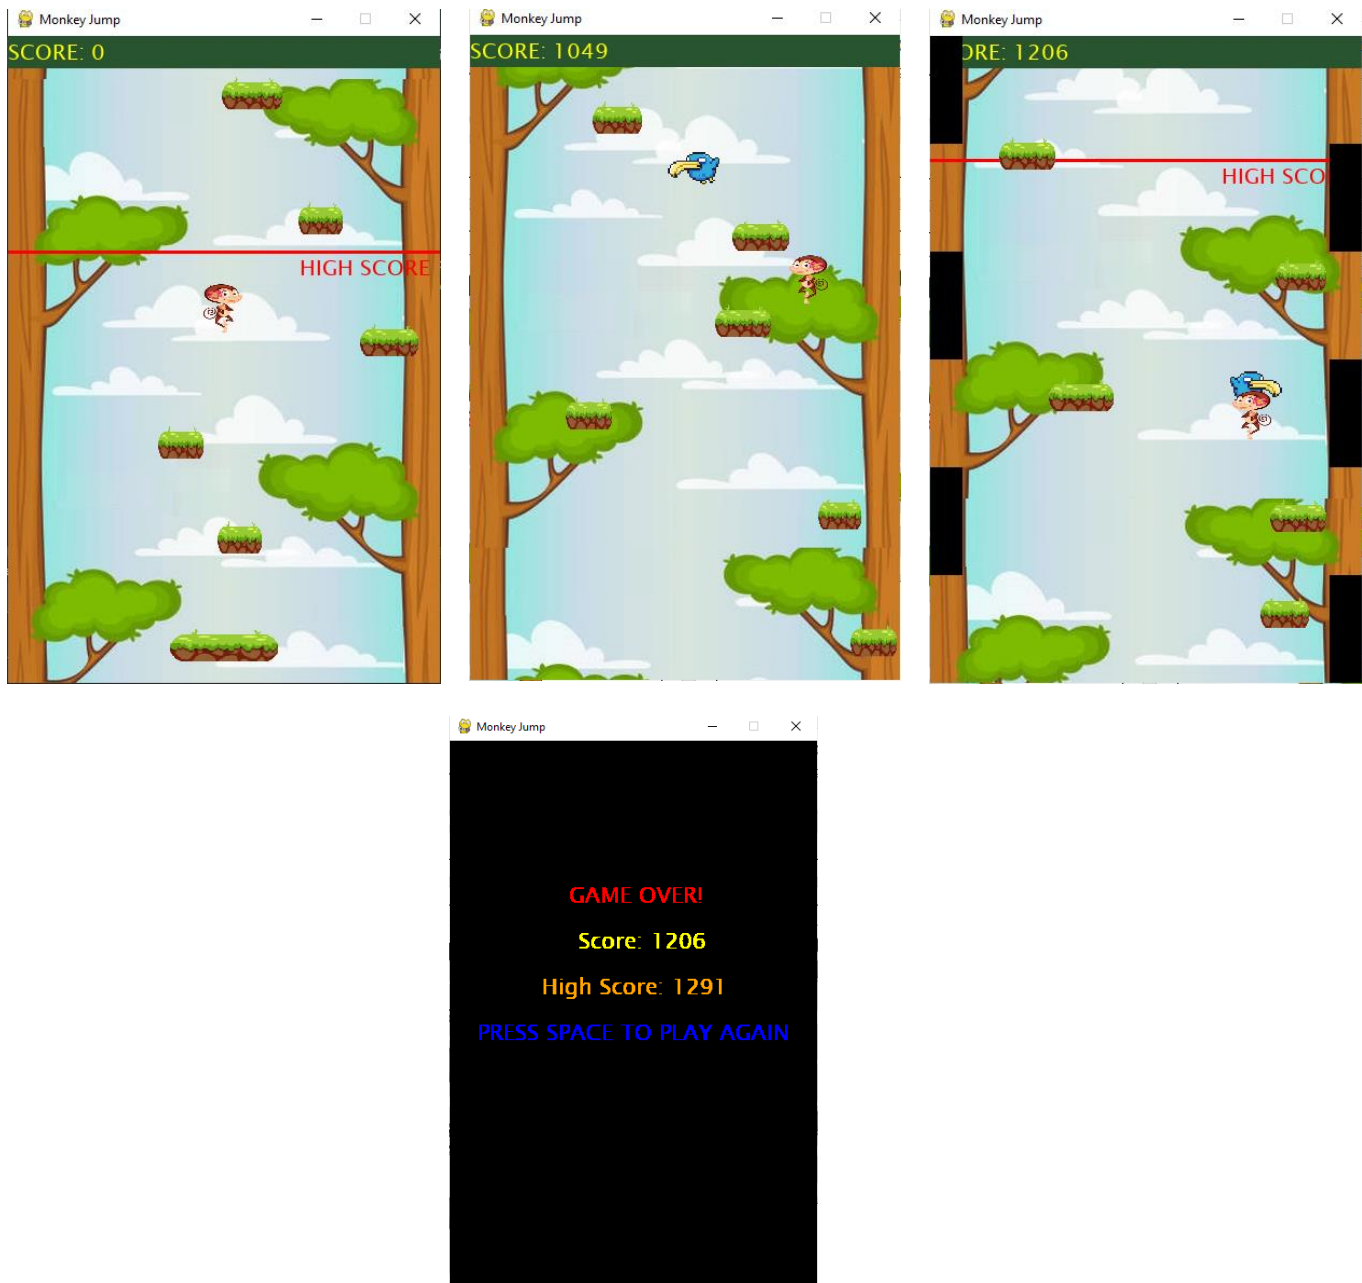 Monkey Jump
SCORE: 0
HIGH SCORE
Monkey Jump
SCORE: 1049
Monkey Jump
ORE: 1206
HIGH SCO
Monkey Jump
GAME OVER!
Score: 1206
High Score: 1291
PRESS SPACE TO PLAY AGAIN